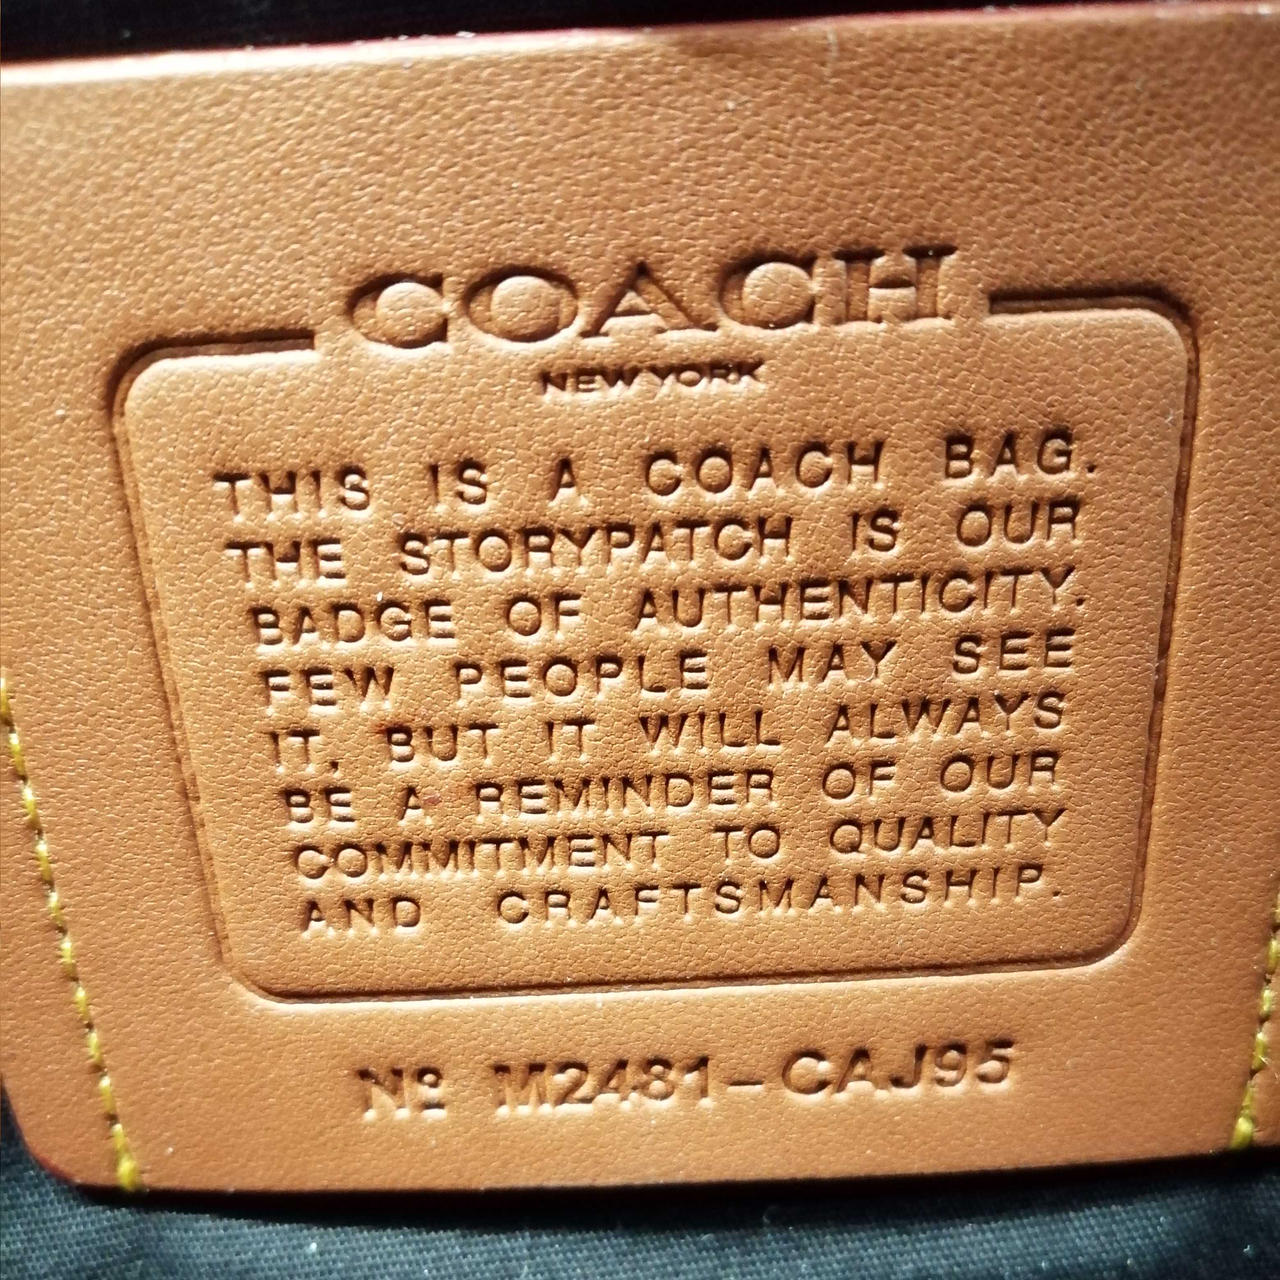 COACH
NEW YORK
THIS IS A COACH BAG.
THE STORYPATCH IS OUR
BADGE OF AUTHENTICITY.
FEW PEOPLE MAY SEE
IT, BUT IT WILL ALWAYS
BE A REMINDER OF OUR
COMMITMENT TO QUALITY
AND CRAFTSMANSHIP.
Nº M2481-CAJ95